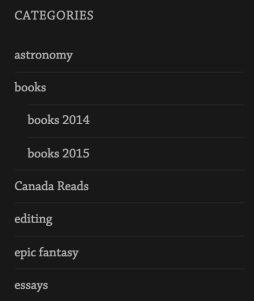 CATEGORIES
astronomy
books
books 2014
books 2015
Canada Reads
editing
epic fantasy
essays